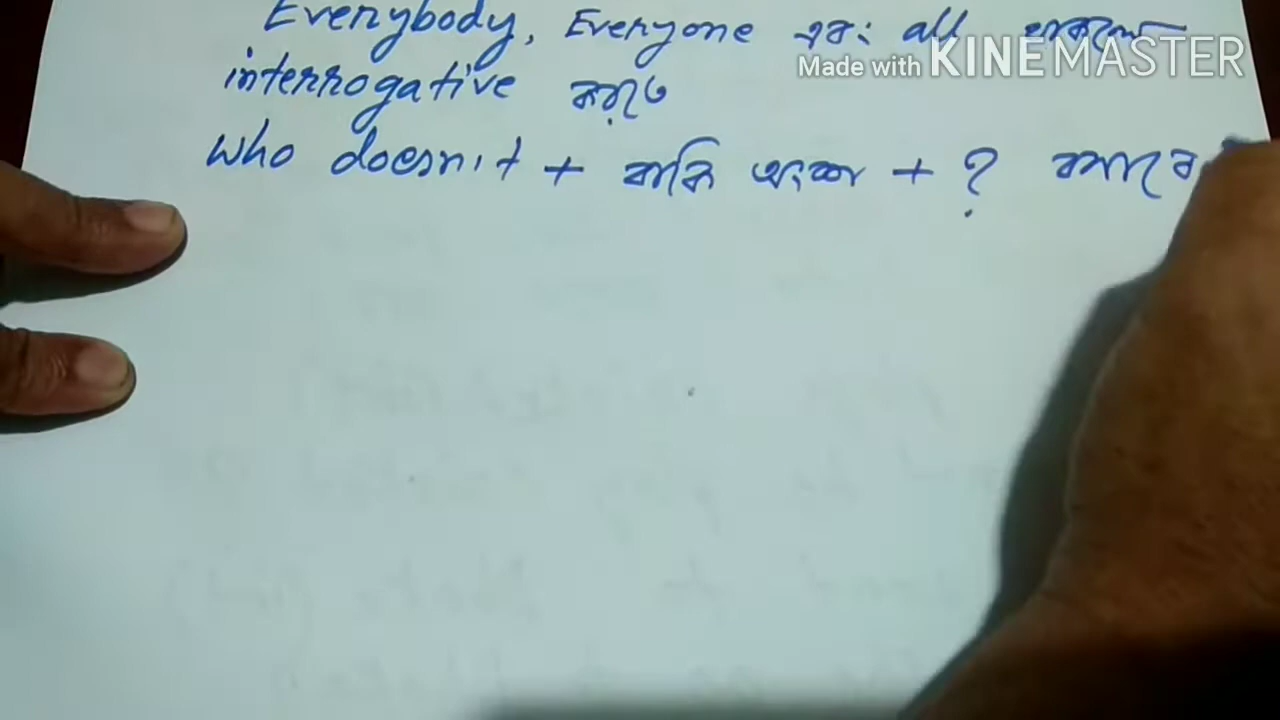 Everybody, Everyone এবং all থাকলে
Made with KINEMASTER
interrogative করতে
Who doesn't + বাকি অংশ + ? বসাবে